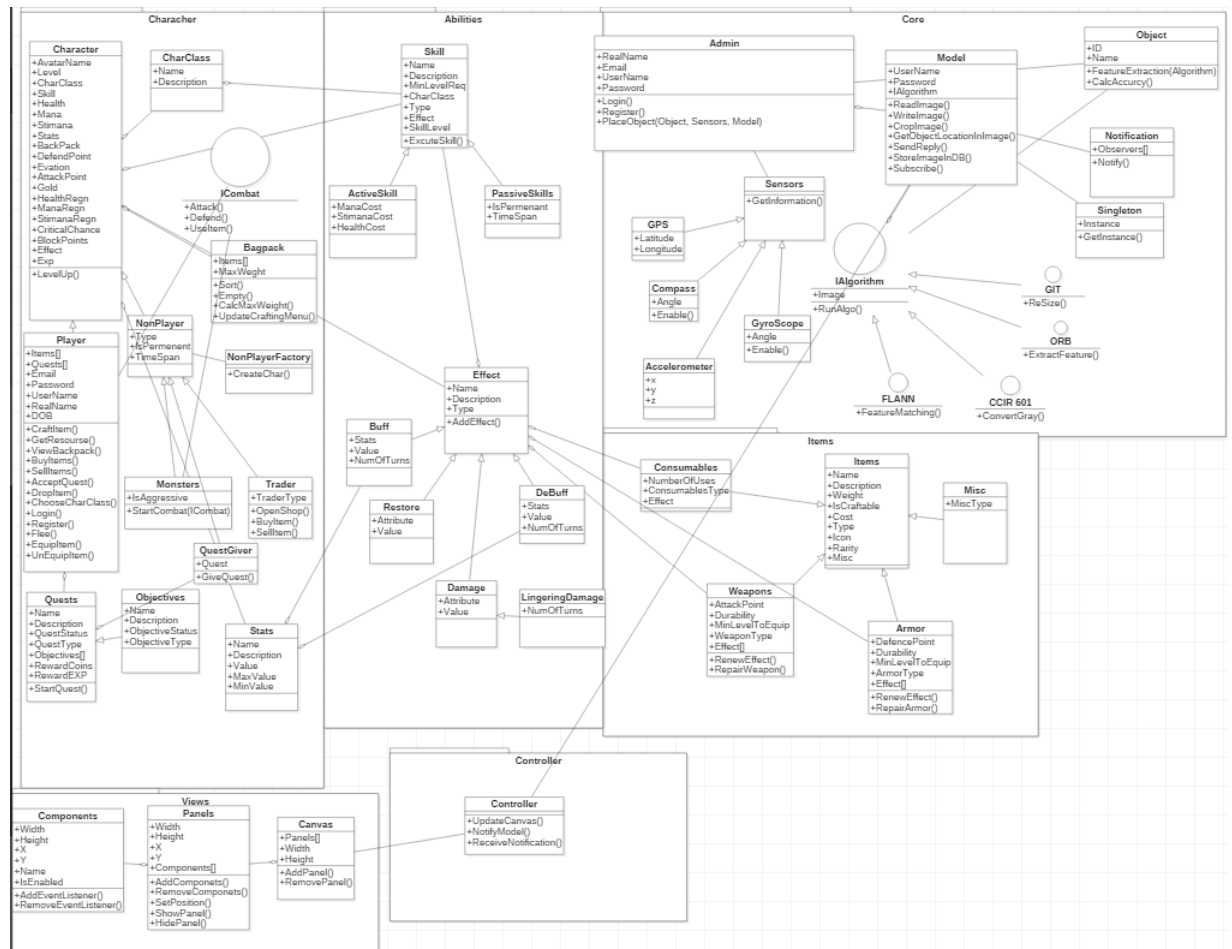 Characher
Character
+AvatarName
+Level
+CharClass
+Skill
+Health
+Mana
+Stimana
+Stats
+BackPack
+DefendPoint
+Evation
+AttackPoint
+Gold
+HealthRegn
+ManaRegn
+StimanaRegn
+CriticalChance
+BlockPoints
+Effect
+Exp
+LevelUp()
CharClass
+Name
+Description
ICombat
+Attack()
+Defend()
+UseItem()
Bagpack
+Items[]
+MaxWeght
+Sort()
+Empty()
+CalcMaxWeight()
+UpdateCraftingMenu()
NonPlayer
+Type
+IsPermenent
+TimeSpan
NonPlayerFactory
+CreateChar()
Player
+Items[]
+Quests[]
+Email
+Password
+UserName
+RealName
+DOB
+CraftItem()
+GetResourse()
+ViewBackpack()
+BuyItems()
+SellItems()
+AcceptQuest()
+DropItem()
+ChooseCharClass()
+Login()
+Register()
+Flee()
+EquipItem()
+UnEquipItem()
Monsters
+IsAggressive
+StartCombat(ICombat)
Trader
+TraderType
+OpenShop()
+BuyItem()
+SellItem()
QuestGiver
+Quest
+GiveQuest()
Quests
+Name
+Description
+QuestStatus
+QuestType
+Objectives[]
+RewardCoins
+RewardEXP
+StartQuest()
Objectives
+Name
+Description
+ObjectiveStatus
+ObjectiveType
Stats
+Name
+Description
+Value
+MaxValue
+MinValue
Abilities
Skill
+Name
+Description
+MinLevelReq
+CharClass
+Type
+Effect
+SkillLevel
+ExcuteSkill()
ActiveSkill
+ManaCost
+StimanaCost
+HealthCost
PassiveSkills
+IsPermenant
+TimeSpan
Effect
+Name
+Description
+Type
+AddEffect()
Buff
+Stats
+Value
+NumOfTurns
Restore
+Attribute
+Value
DeBuff
+Stats
+Value
+NumOfTurns
Damage
+Attribute
+Value
LingeringDamage
+NumOfTurns
Core
Admin
+RealName
+Email
+UserName
+Password
+Login()
+Register()
+PlaceObject(Object, Sensors, Model)
Model
+UserName
+Password
+IAlgorithm
+ReadImage()
+WriteImage()
+CropImage()
+GetObjectLocationInImage()
+SendReply()
+StoreImageInDB()
+Subscribe()
Object
+ID
+Name
+FeatureExtraction(Algorithm)
+CalcAccurcy()
Notification
+Observers[]
+Notify()
Singleton
+Instance
+GetInstance()
Sensors
+GetInformation()
GPS
+Latitude
+Longitude
Compass
+Angle
+Enable()
GyroScope
+Angle
+Enable()
Accelerometer
+x
+y
+z
IAlgorithm
+Image
+RunAlgo()
GIT
+ReSize()
ORB
+ExtractFeature()
FLANN
+FeatureMatching()
CCIR 601
+ConvertGray()
Items
Consumables
+NumberOfUses
+ConsumablesType
+Effect
Items
+Name
+Description
+Weight
+IsCraftable
+Cost
+Type
+Icon
+Rarity
+Misc
Misc
+MiscType
Weapons
+AttackPoint
+Durability
+MinLevelToEquip
+WeaponType
+Effect[]
+RenewEffect()
+RepairWeapon()
Armor
+DefencePoint
+Durability
+MinLevelToEquip
+ArmorType
+Effect[]
+RenewEffect()
+RepairArmor()
Controller
Controller
+UpdateCanvas()
+NotifyModel()
+ReceiveNotification()
Views
Components
+Width
+Height
+X
+Y
+Name
+IsEnabled
+AddEventListener()
+RemoveEventListener()
Panels
+Width
+Height
+X
+Y
+Components[]
+AddComponets()
+RemoveComponets()
+SetPosition()
+ShowPanel()
+HidePanel()
Canvas
+Panels[]
+Width
+Height
+AddPanel()
+RemovePanel()